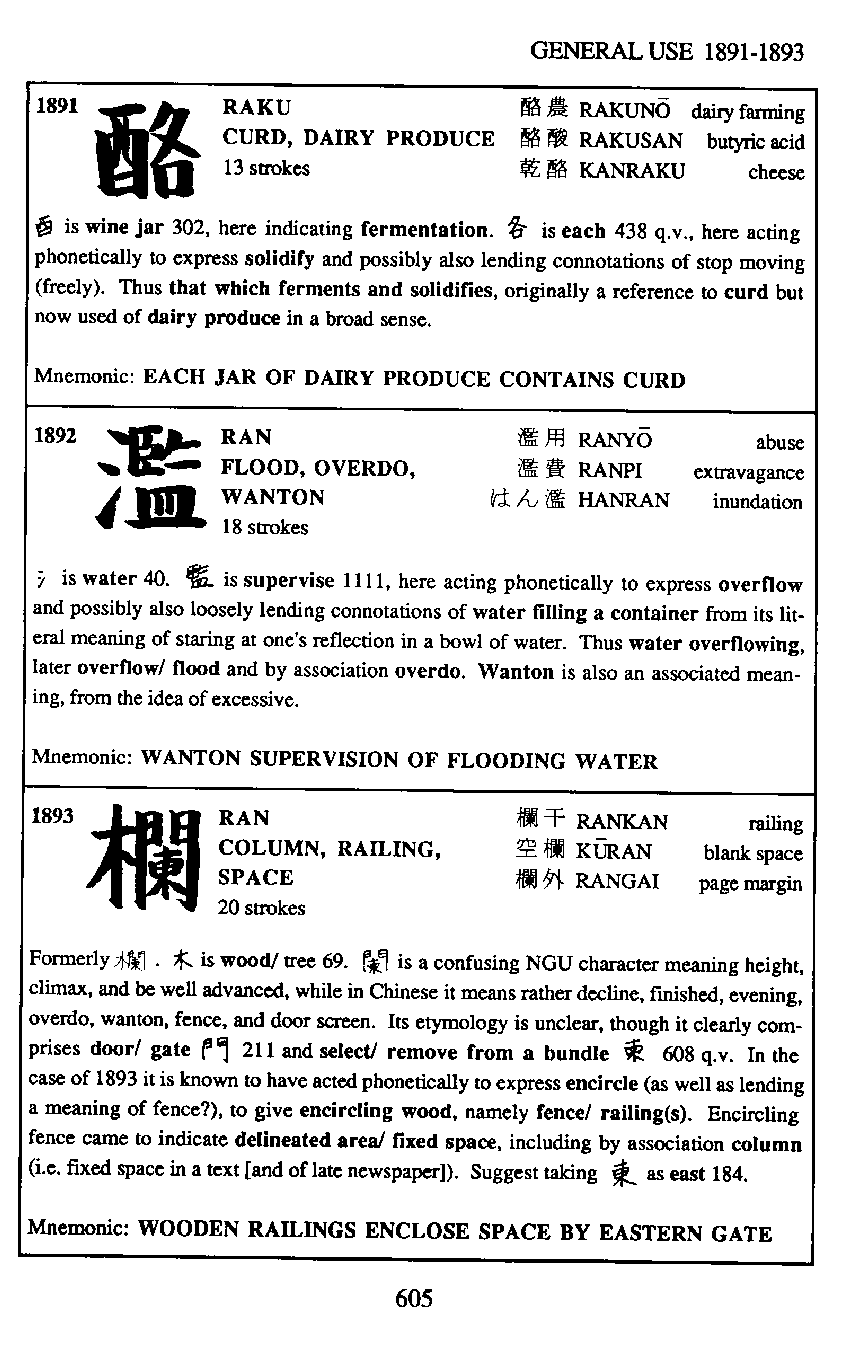 GENERAL USE 1891-1893
1891 酪 RAKU 酪農 RAKUNŌ dairy farming
CURD, DAIRY PRODUCE 酪酸 RAKUSAN butyric acid
13 strokes 乾酪 KANRAKU cheese
酉 is wine jar 302, here indicating fermentation. 各 is each 438 q.v., here acting
phonetically to express solidify and possibly also lending connotations of stop moving
(freely). Thus that which ferments and solidifies, originally a reference to curd but
now used of dairy produce in a broad sense.
Mnemonic: EACH JAR OF DAIRY PRODUCE CONTAINS CURD
1892 濫 RAN 濫用 RANYŌ abuse
FLOOD, OVERDO, 濫費 RANPI extravagance
WANTON はん濫 HANRAN inundation
18 strokes
氵 is water 40. 監 is supervise 1111, here acting phonetically to express overflow
and possibly also loosely lending connotations of water filling a container from its lit-
eral meaning of staring at one's reflection in a bowl of water. Thus water overflowing,
later overflow/ flood and by association overdo. Wanton is also an associated mean-
ing, from the idea of excessive.
Mnemonic: WANTON SUPERVISION OF FLOODING WATER
1893 欄 RAN 欄干 RANKAN railing
COLUMN, RAILING, 空欄 KŪRAN blank space
SPACE 欄外 RANGAI page margin
20 strokes
Formerly 欄. 木 is wood/ tree 69. 闌 is a confusing NGU character meaning height,
climax, and be well advanced, while in Chinese it means rather decline, finished, evening,
overdo, wanton, fence, and door screen. Its etymology is unclear, though it clearly com-
prises door/ gate 門 211 and select/ remove from a bundle 柬 608 q.v. In the
case of 1893 it is known to have acted phonetically to express encircle (as well as lending
a meaning of fence?), to give encircling wood, namely fence/ railing(s). Encircling
fence came to indicate delineated area/ fixed space, including by association column
(i.e. fixed space in a text [and of late newspaper]). Suggest taking 東 as east 184.
Mnemonic: WOODEN RAILINGS ENCLOSE SPACE BY EASTERN GATE
605